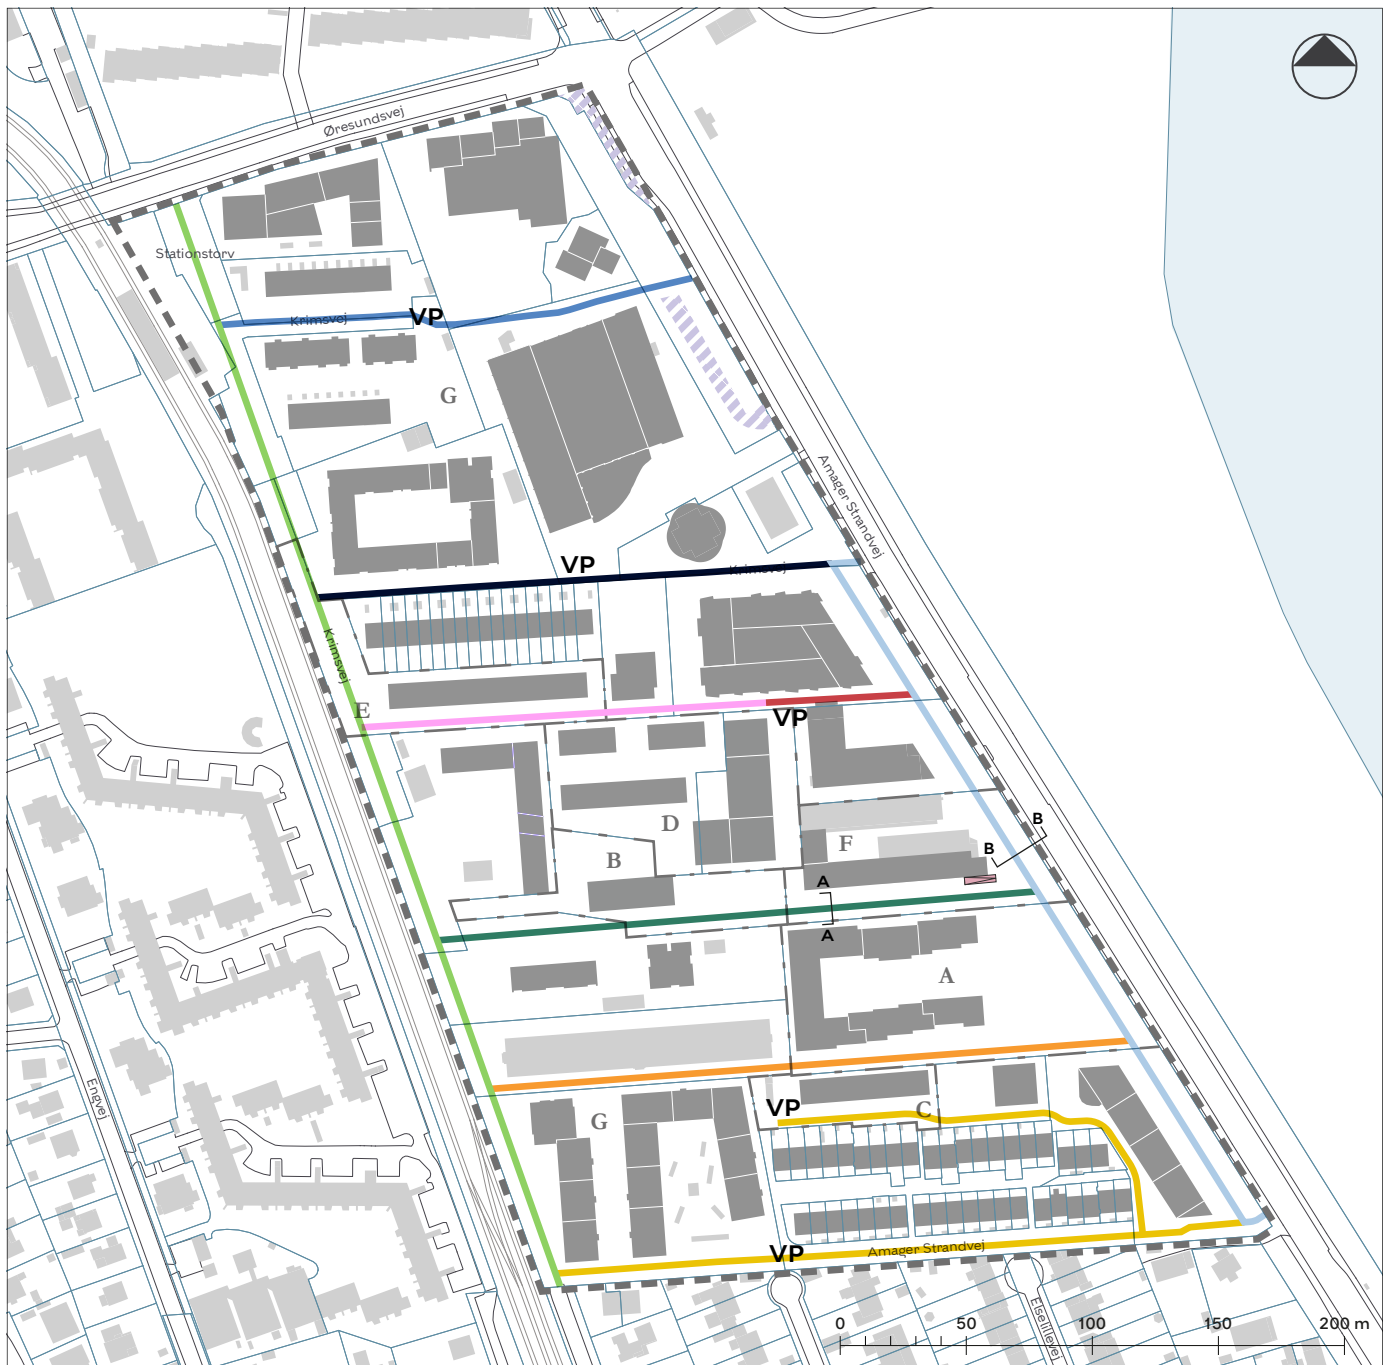 Øresundsvej
Stationstorv
Krimsvej
VP
G
Amager Strandvej
VP
Krimsvej
Krimsvej
E
VP
D
B
F
B
B
A
A
A
Engvej
G
VP
C
VP
Amager Strandvej
Elselillevej
0 50 100 150 200 m